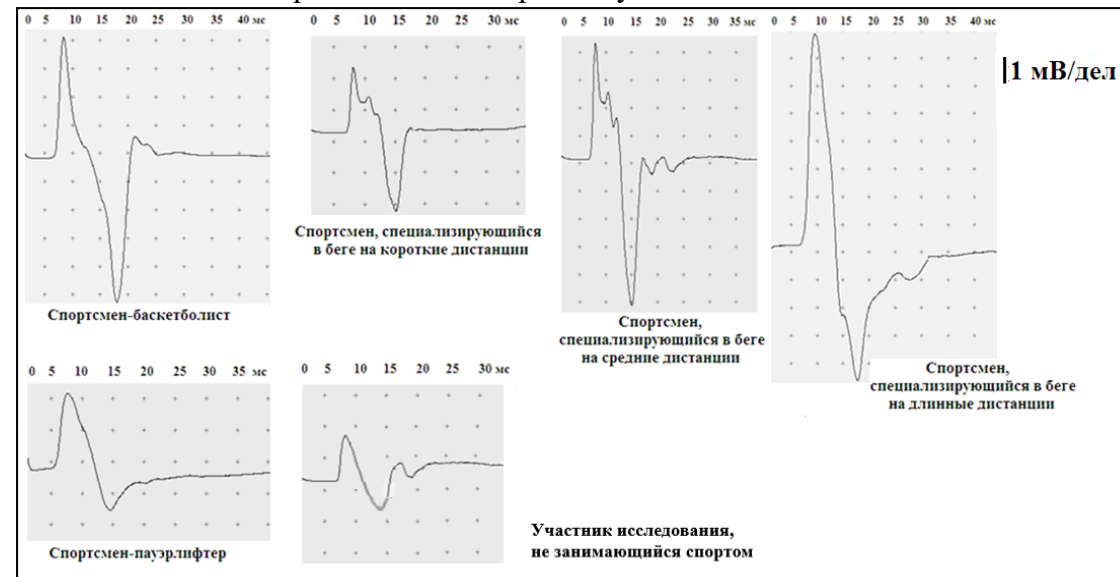 0 5 10 15 20 30 40 мс
0 5 10 15 20 25 30 мс
0 5 10 15 20 25 30 35 мс
0 5 10 15 20 25 30 40 мс
1 мВ/дел
Спортсмен-баскетболист
Спортсмен, специализирующийся
в беге на короткие дистанции
Спортсмен,
специализирующийся в беге
на средние дистанции
Спортсмен,
специализирующийся в беге
на длинные дистанции
0 5 10 15 20 25 30 35 мс
0 5 10 15 20 25 30 мс
Спортсмен-пауэрлифтер
Участник исследования,
не занимающийся спортом